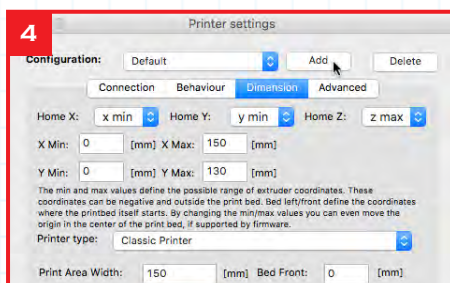 4
Printer settings
Configuration: Default Add Delete
Connection Behaviour Dimension Advanced
Home X: x min Home Y: y min Home Z: z max
X Min: 0 [mm] X Max: 150 [mm]
Y Min: 0 [mm] Y Max: 130 [mm]
The min and max values define the possible range of extruder coordinates. These
coordinates can be negative and outside the print bed. Bed left/front define the coordinates
where the printbed itself starts. By changing the min/max values you can even move the
origin in the center of the print bed, if supported by firmware.
Printer type: Classic Printer
Print Area Width: 150 [mm] Bed Front: 0 [mm]